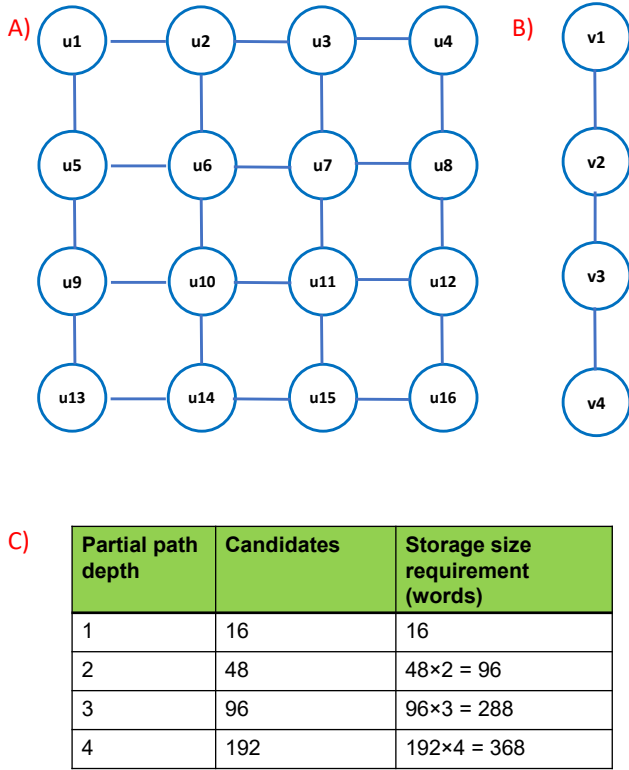 A)
u1 u2 u3 u4
B)
v1
u5 u6 u7 u8
v2
u9 u10 u11 u12
v3
u13 u14 u15 u16
v4
C)
Partial path depth Candidates Storage size requirement (words)
1 16 16
2 48 48×2 = 96
3 96 96×3 = 288
4 192 192×4 = 368